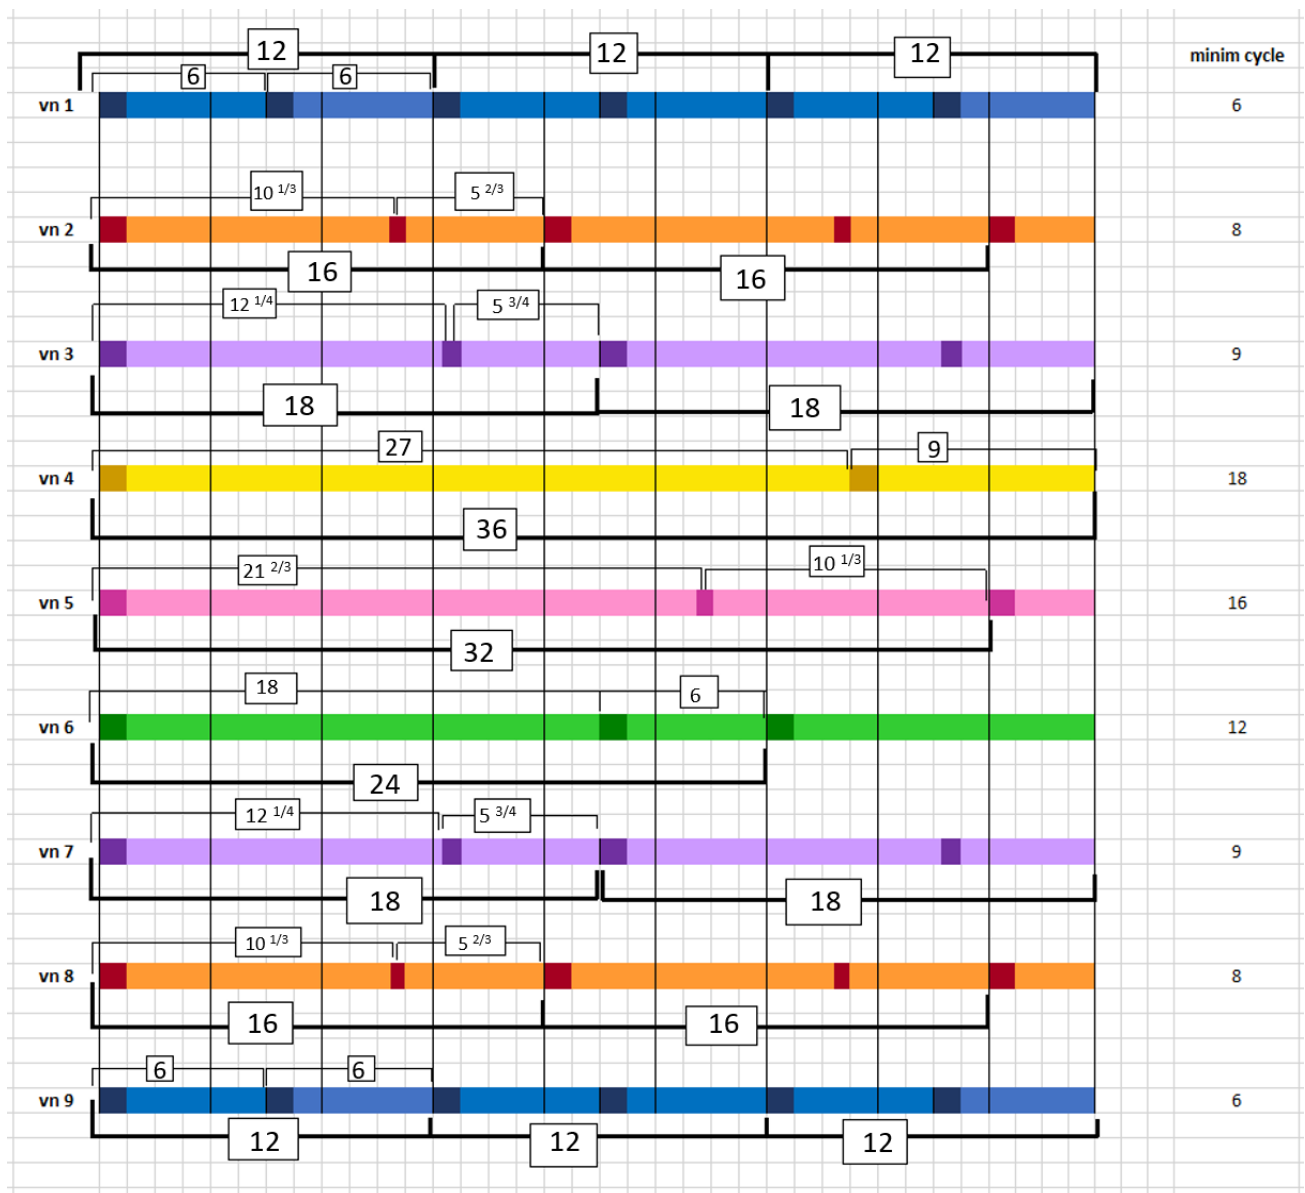 12 12 12 minim cycle
6 6
vn 1 6
10 1/3 5 2/3
vn 2 8
16 16
12 1/4 5 3/4
vn 3 9
18 18
27 9
vn 4 18
36
21 2/3 10 1/3
vn 5 16
32
18 6
vn 6 12
24
12 1/4 5 3/4
vn 7 9
18 18
10 1/3 5 2/3
vn 8 8
16 16
6 6
vn 9 6
12 12 12